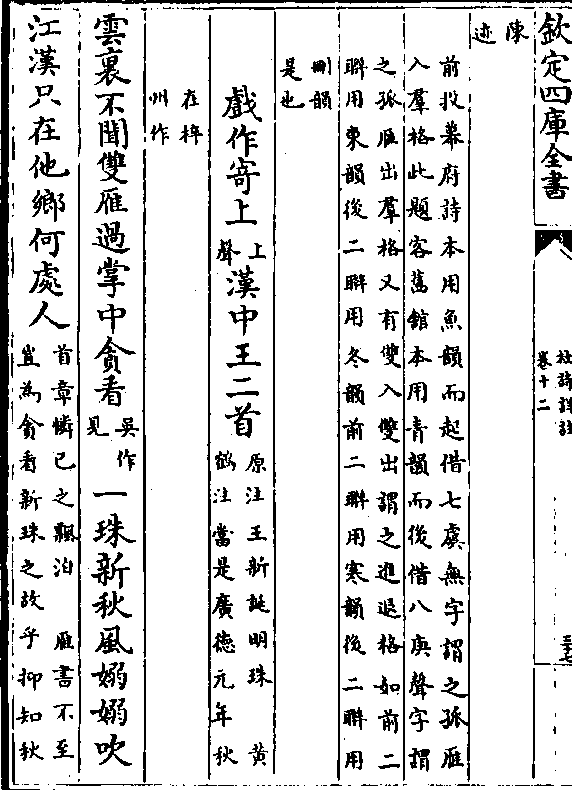 欽定四庫全書
杜詩詳註
卷十二
三十七
陳
迹
前投幕府詩本用魚韻而起借七虞無字謂之孤雁
入羣格此題客舊館本用青韻而後借八庚聲字謂
之孤雁出羣格又有雙入雙出謂之進退格如前二
聯用東韻後二聯用冬韻前二聯用寒韻後二聯用
刪韻
是也
戲作寄上上聲漢中王二首
原注王新誕明珠 黄
鶴注當是廣德元年秋
在梓
州作
雲裏不聞雙雁過掌中貪看吳作見一珠新秋風嫋嫋吹
江漢只在他鄉何處人
首章憐己之飄泊 雁書不至
豈為貪看新珠之故乎抑知秋